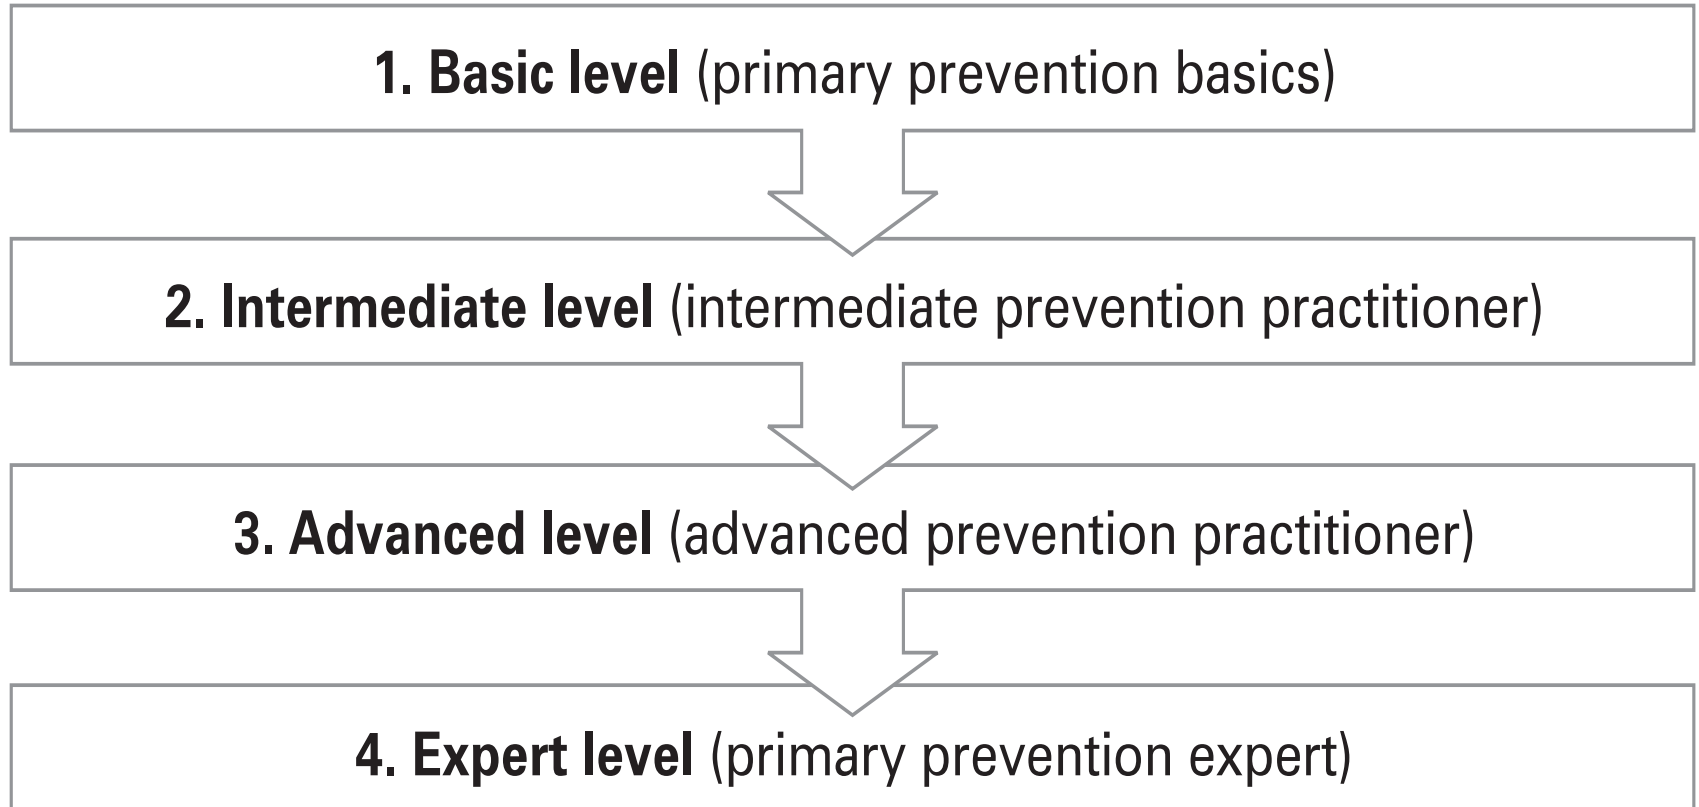 1. Basic level (primary prevention basics)
2. Intermediate level (intermediate prevention practitioner)
3. Advanced level (advanced prevention practitioner)
4. Expert level (primary prevention expert)